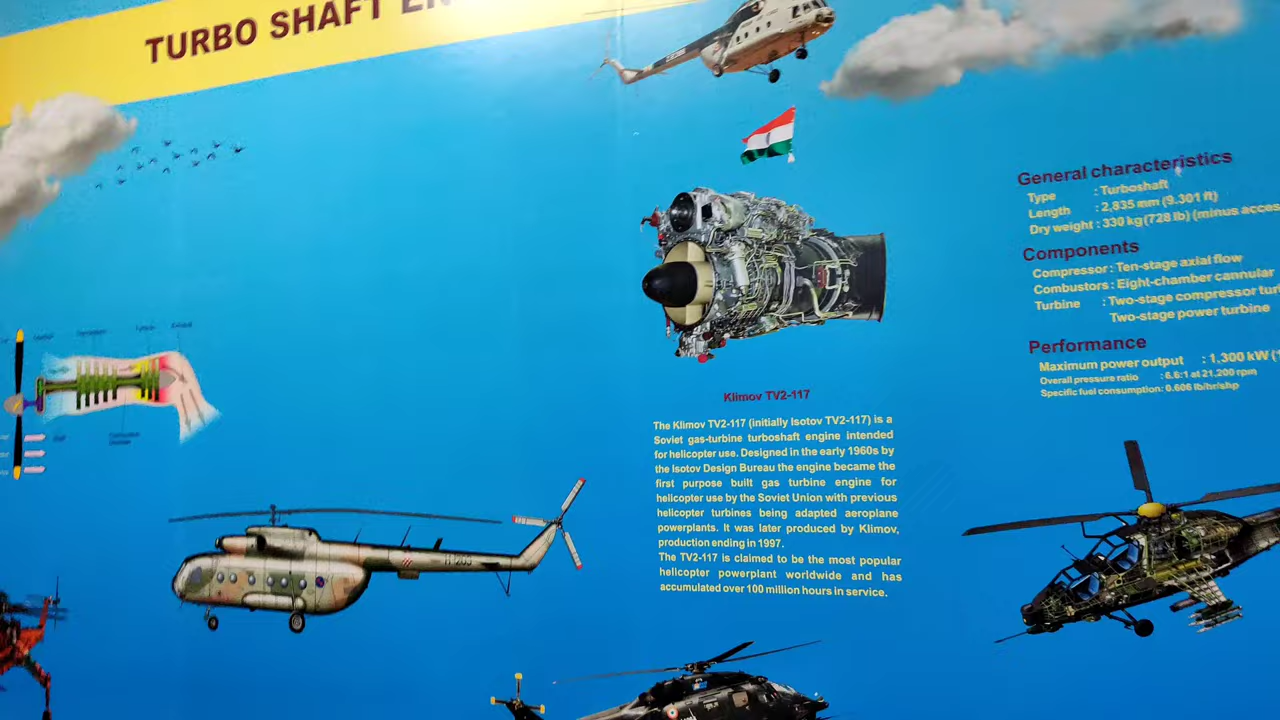 TURBO SHAFT
General characteristics
Type : Turboshaft
Length : 2,835 mm (9.301 ft)
Dry weight : 330 kg (728 lb) (minus
Components
Compressor : Ten-stage axial flow
Combustors : Eight-chamber cannular
Turbine : Two-stage compressor
Two-stage power turbine
Performance
Maximum power output : 1,300 kW
Overall pressure ratio : 6.6:1 at 21,200 rpm
Specific fuel consumption: 0.606 lb/hr/shp
Klimov TV2-117
The Klimov TV2-117 (initially Isotov TV2-117) is a
Soviet gas-turbine turboshaft engine intended
for helicopter use. Designed in the early 1960s by
the Isotov Design Bureau the engine became the
first purpose built gas turbine engine for
helicopter use by the Soviet Union with previous
helicopter turbines being adapted aeroplane
powerplants. It was later produced by Klimov,
production ending in 1997.
The TV2-117 is claimed to be the most popular
helicopter powerplant worldwide and has
accumulated over 100 million hours in service.